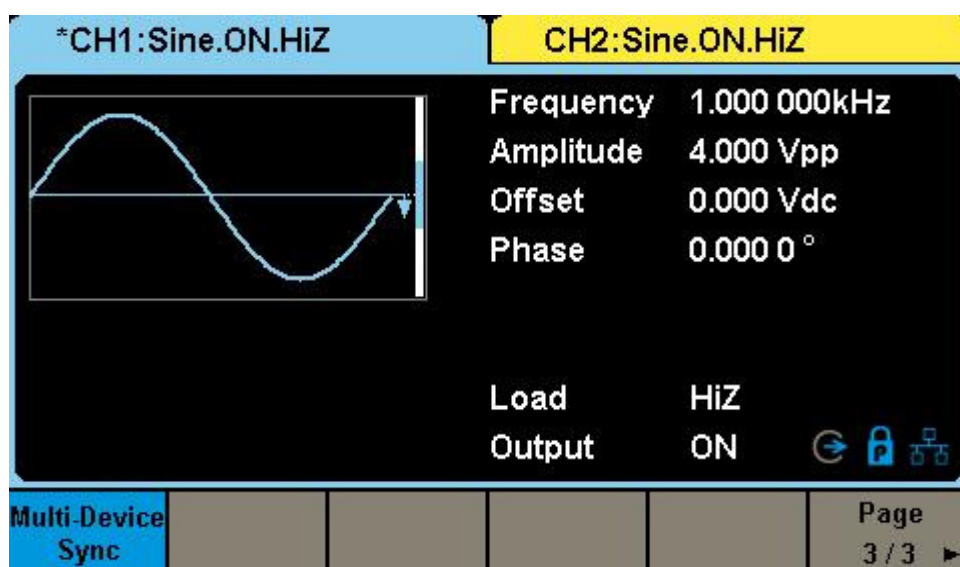 *CH1:Sine.ON.HiZ
CH2:Sine.ON.HiZ
Frequency 1.000 000kHz
Amplitude 4.000 Vpp
Offset 0.000 Vdc
Phase 0.000 0 °
Load HiZ
Output ON
P
Multi-Device
Sync
Page
3 / 3 ►